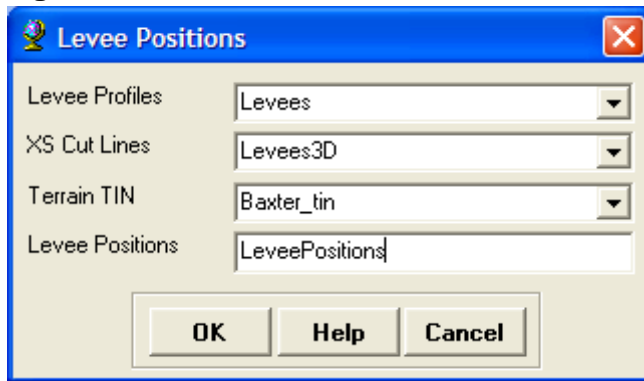 Levee Positions
Levee Profiles Levees
XS Cut Lines Levees3D
Terrain TIN Baxter_tin
Levee Positions LeveePositions
OK Help Cancel